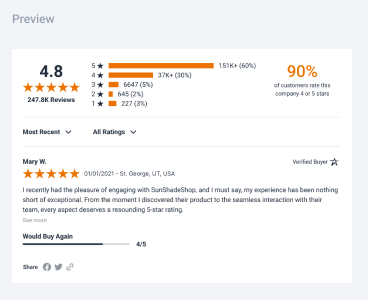 Preview
4.8
247.8K Reviews
5 ★ 151K+ (60%)
4 ★ 37K+ (30%)
3 ★ 6647 (5%)
2 ★ 645 (2%)
1 ★ 227 (3%)
90%
of customers rate this
company 4 or 5 stars
Most Recent All Ratings
Mary W. Verified Buyer
01/01/2021 - St. George, UT, USA
I recently had the pleasure of engaging with SunShadeShop, and I must say, my experience has been nothing
short of exceptional. From the moment I discovered their product to the seamless interaction with their
team, every aspect deserves a resounding 5-star rating.
See more
Would Buy Again
4/5
Share